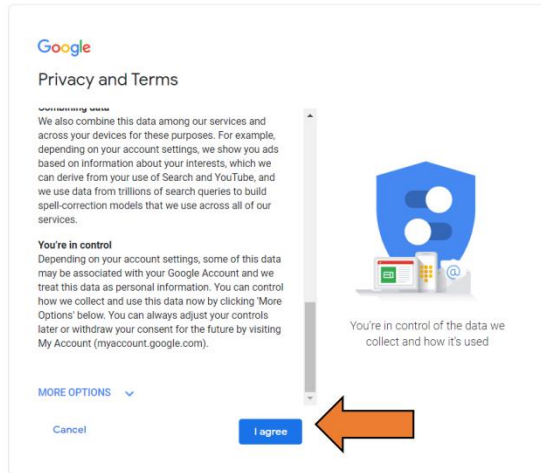 Google
Privacy and Terms
Combining data
We also combine this data among our services and
across your devices for these purposes. For example,
depending on your account settings, we show you ads
based on information about your interests, which we
can derive from your use of Search and YouTube, and
we use data from trillions of search queries to build
spell-correction models that we use across all of our
services.
You're in control
Depending on your account settings, some of this data
may be associated with your Google Account and we
treat this data as personal information. You can control
how we collect and use this data now by clicking 'More
Options' below. You can always adjust your controls
later or withdraw your consent for the future by visiting
My Account (myaccount.google.com).
MORE OPTIONS
Cancel
I agree
@
You're in control of the data we
collect and how it's used